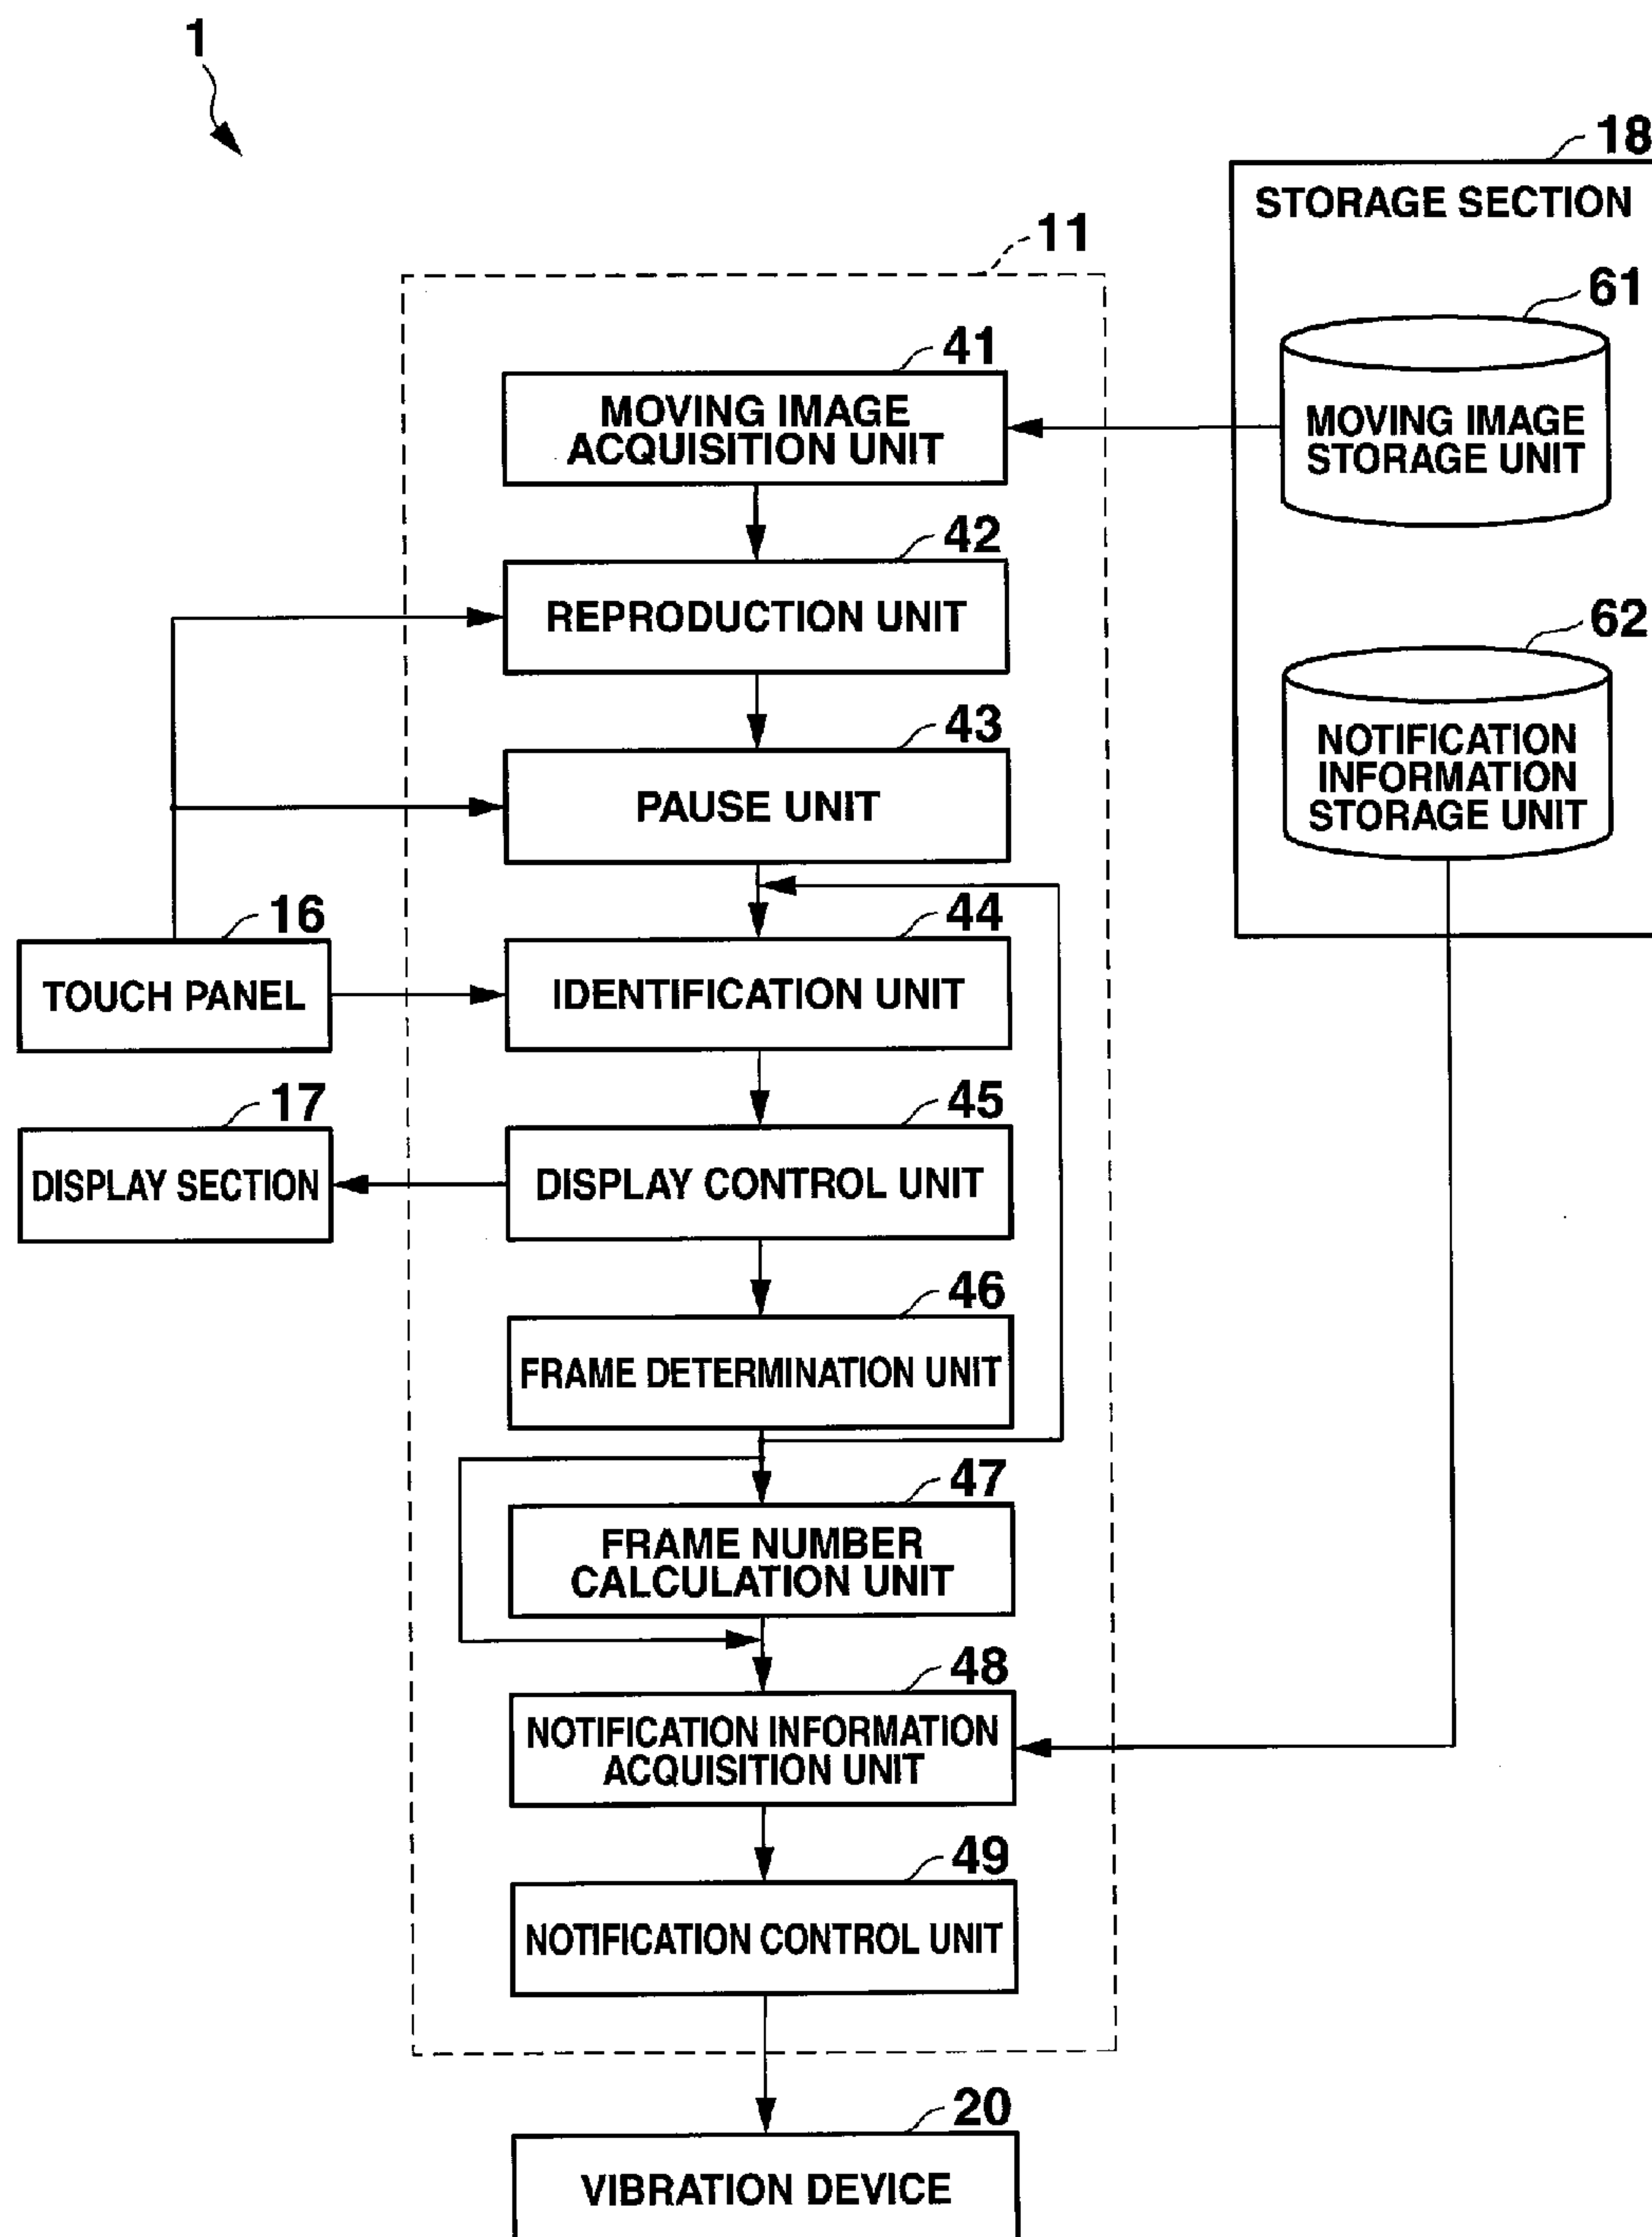 1
18
STORAGE SECTION
11
61
41
MOVING IMAGE
ACQUISITION UNIT
MOVING IMAGE
STORAGE UNIT
42
REPRODUCTION UNIT
62
43
NOTIFICATION
INFORMATION
STORAGE UNIT
PAUSE UNIT
16
44
TOUCH PANEL
IDENTIFICATION UNIT
17
45
DISPLAY SECTION
DISPLAY CONTROL UNIT
46
FRAME DETERMINATION UNIT
47
FRAME NUMBER
CALCULATION UNIT
48
NOTIFICATION INFORMATION
ACQUISITION UNIT
49
NOTIFICATION CONTROL UNIT
20
VIBRATION DEVICE